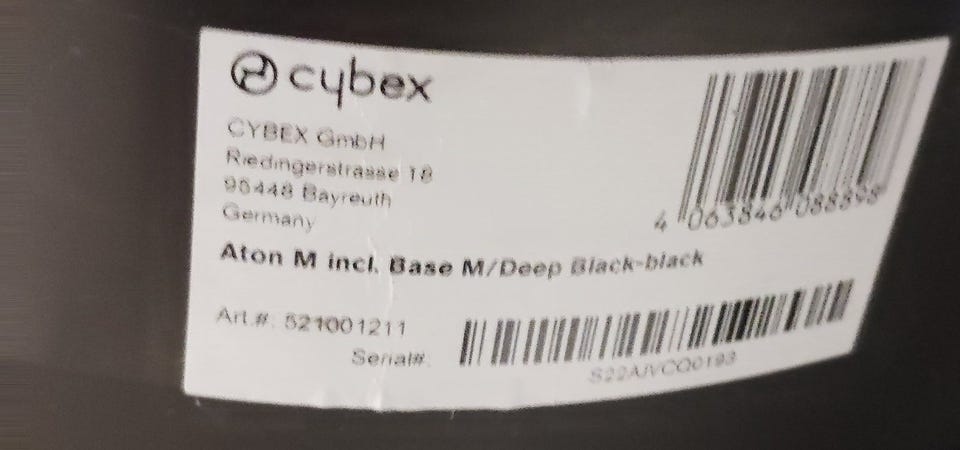 cybex
CYBEX GmbH
Riedingerstrasse 18
95448 Bayreuth
Germany
Aton M incl. Base M/Deep Black-black
Art.#: 521001211
Serial#:
4 063846 088898